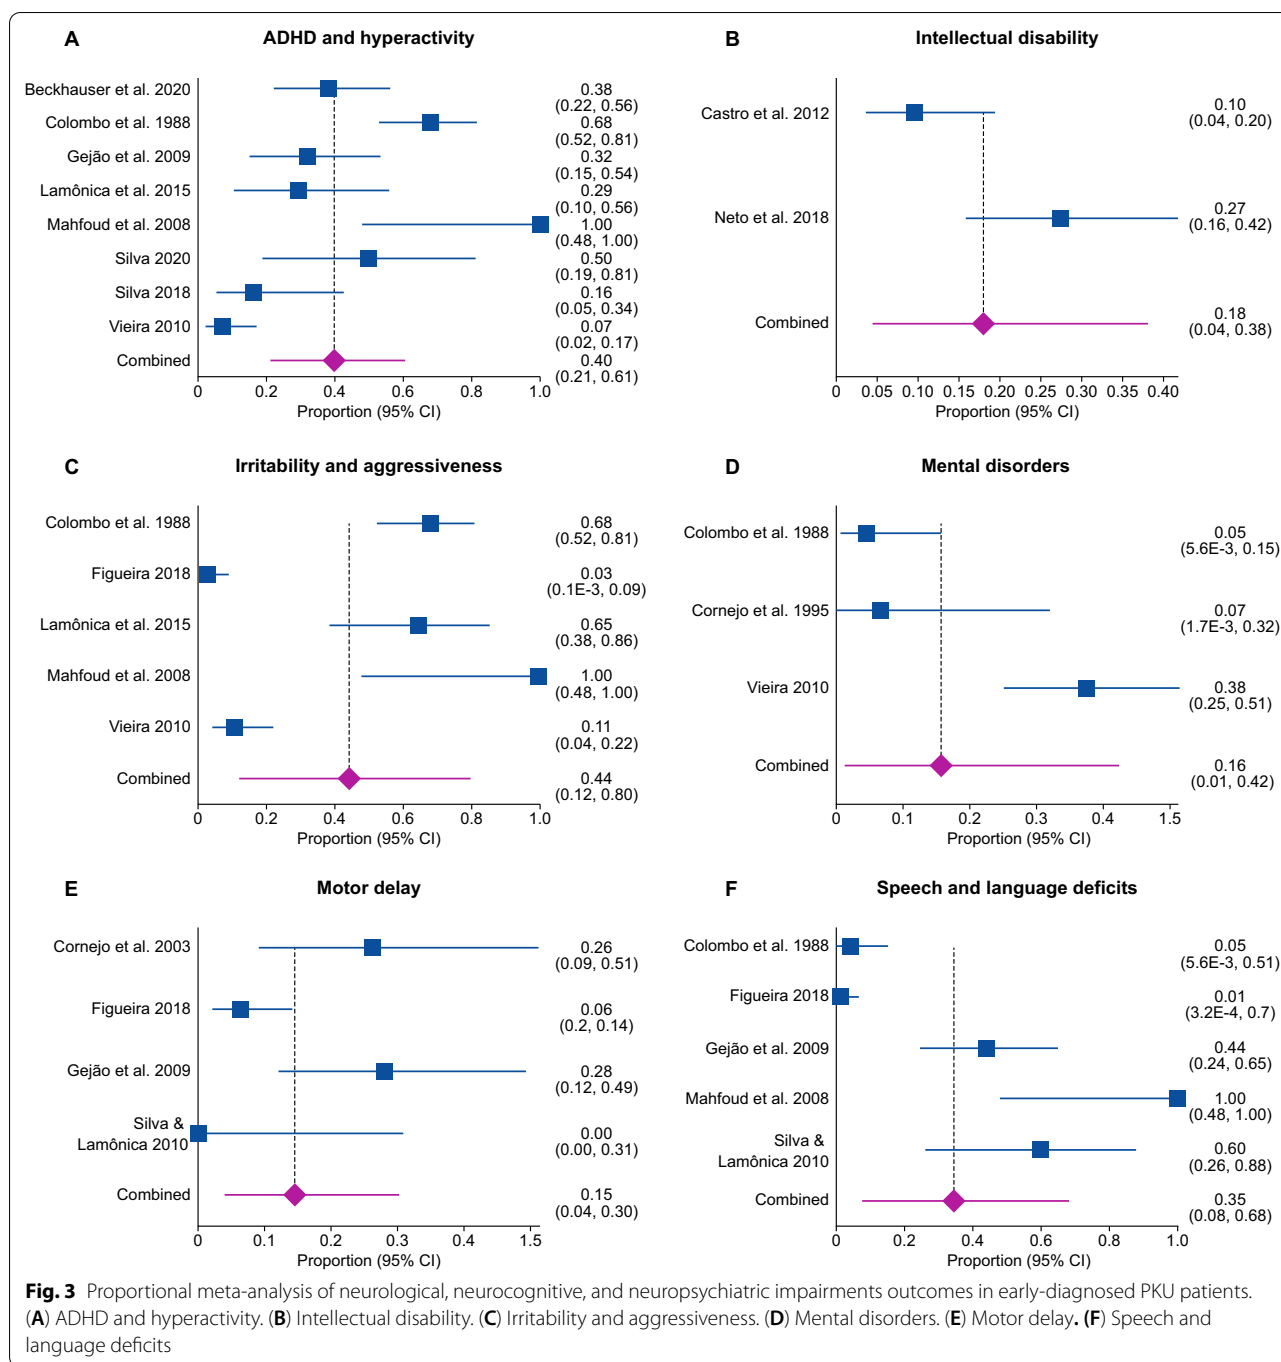 A ADHD and hyperactivity
Beckhauser et al. 2020 0.38
(0.22, 0.56)
Colombo et al. 1988 0.68
(0.52, 0.81)
Gejão et al. 2009 0.32
(0.15, 0.54)
Lamônica et al. 2015 0.29
(0.10, 0.56)
Mahfoud et al. 2008 1.00
(0.48, 1.00)
Silva 2020 0.50
(0.19, 0.81)
Silva 2018 0.16
(0.05, 0.34)
Vieira 2010 0.07
(0.02, 0.17)
Combined 0.40
(0.21, 0.61)
0 0.2 0.4 0.6 0.8 1.0
Proportion (95% CI)
B Intellectual disability
Castro et al. 2012 0.10
(0.04, 0.20)
Neto et al. 2018 0.27
(0.16, 0.42)
Combined 0.18
(0.04, 0.38)
0 0.05 0.10 0.15 0.20 0.25 0.30 0.35 0.40
Proportion (95% CI)
C Irritability and aggressiveness
Colombo et al. 1988 0.68
(0.52, 0.81)
Figueira 2018 0.03
(0.1E-3, 0.09)
Lamônica et al. 2015 0.65
(0.38, 0.86)
Mahfoud et al. 2008 1.00
(0.48, 1.00)
Vieira 2010 0.11
(0.04, 0.22)
Combined 0.44
(0.12, 0.80)
0 0.2 0.4 0.6 0.8 1.0
Proportion (95% CI)
D Mental disorders
Colombo et al. 1988 0.05
(5.6E-3, 0.15)
Cornejo et al. 1995 0.07
(1.7E-3, 0.32)
Vieira 2010 0.38
(0.25, 0.51)
Combined 0.16
(0.01, 0.42)
0 0.1 0.2 0.3 0.4 1.5
Proportion (95% CI)
E Motor delay
Cornejo et al. 2003 0.26
(0.09, 0.51)
Figueira 2018 0.06
(0.2, 0.14)
Gejão et al. 2009 0.28
(0.12, 0.49)
Silva &
Lamônica 2010 0.00
(0.00, 0.31)
Combined 0.15
(0.04, 0.30)
0 0.1 0.2 0.3 0.3 1.5
Proportion (95% CI)
F Speech and language deficits
Colombo et al. 1988 0.05
(5.6E-3, 0.51)
Figueira 2018 0.01
(3.2E-4, 0.7)
Gejão et al. 2009 0.44
(0.24, 0.65)
Mahfoud et al. 2008 1.00
(0.48, 1.00)
Silva &
Lamônica 2010 0.60
(0.26, 0.88)
Combined 0.35
(0.08, 0.68)
0 0.2 0.4 0.6 0.8 1.0
Proportion (95% CI)
Fig. 3 Proportional meta-analysis of neurological, neurocognitive, and neuropsychiatric impairments outcomes in early-diagnosed PKU patients.
(A) ADHD and hyperactivity. (B) Intellectual disability. (C) Irritability and aggressiveness. (D) Mental disorders. (E) Motor delay. (F) Speech and
language deficits